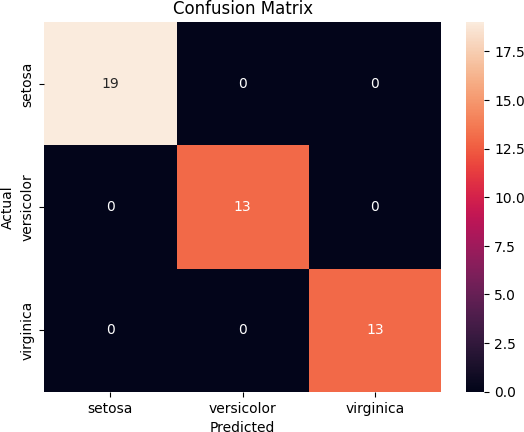 Confusion Matrix
setosa
19 0 0
versicolor
0 13 0
virginica
0 0 13
Actual
setosa versicolor virginica
Predicted
17.5
15.0
12.5
10.0
7.5
5.0
2.5
0.0